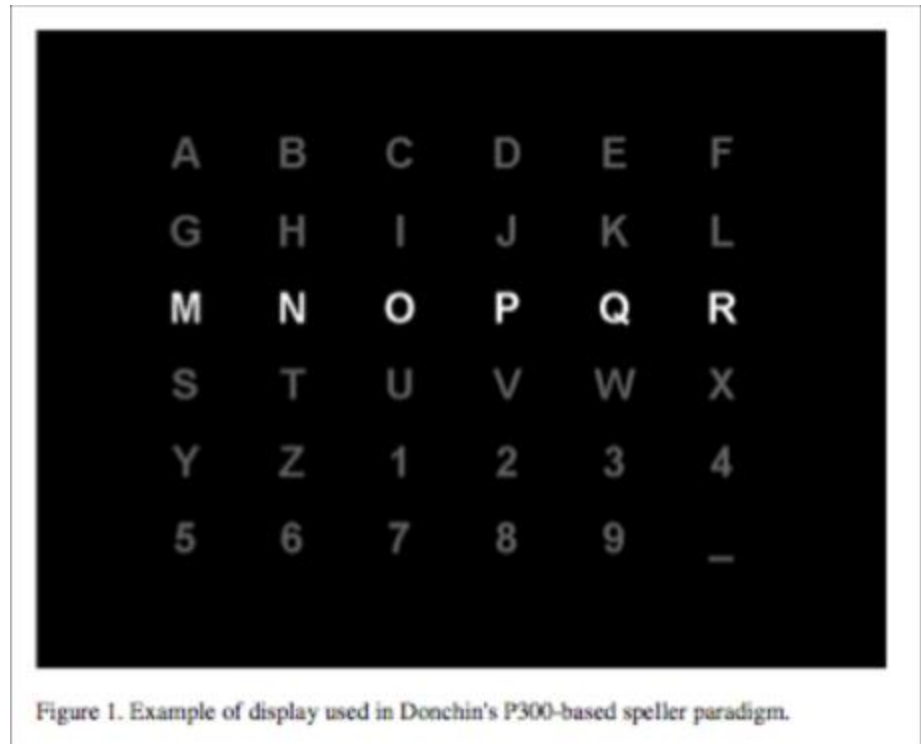 A B C D E F
G H I J K L
M N O P Q R
S T U V W X
Y Z 1 2 3 4
5 6 7 8 9 _
Figure 1. Example of display used in Donchin's P300-based speller paradigm.